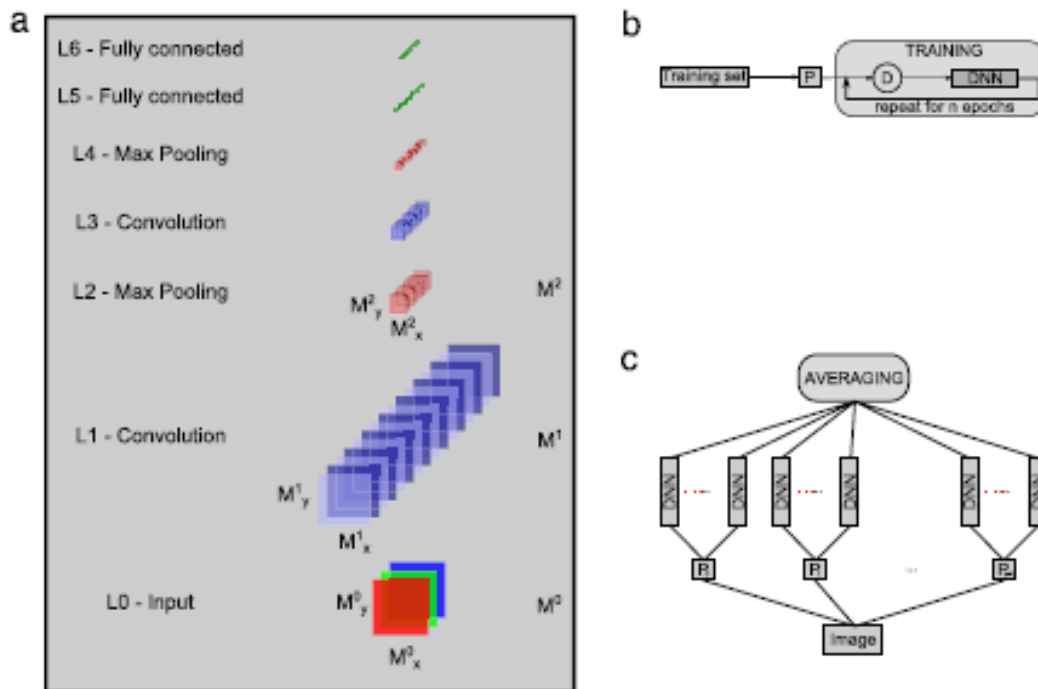 a
L6 - Fully connected
L5 - Fully connected
L4 - Max Pooling
L3 - Convolution
L2 - Max Pooling
M²y
M²x
M²
L1 - Convolution
M¹
M¹y
M¹x
L0 - Input
M⁰y
M⁰
M⁰x
b
TRAINING
Training set
P
D
DNN
repeat for n epochs
c
AVERAGING
DNN
DNN
DNN
DNN
DNN
DNN
P
P
P
Image